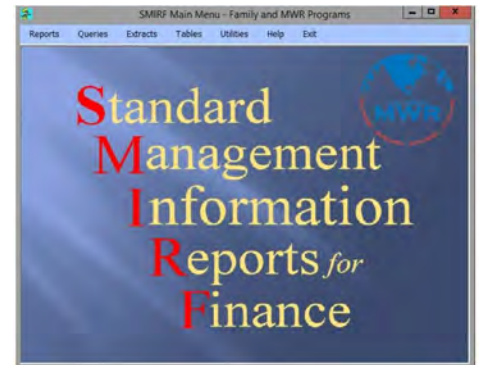 SMIRF Main Menu - Family and MWR Programs
Reports Queries Extracts Tables Utilities Help Exit
MWR
Standard
Management
Information
Reports for
Finance